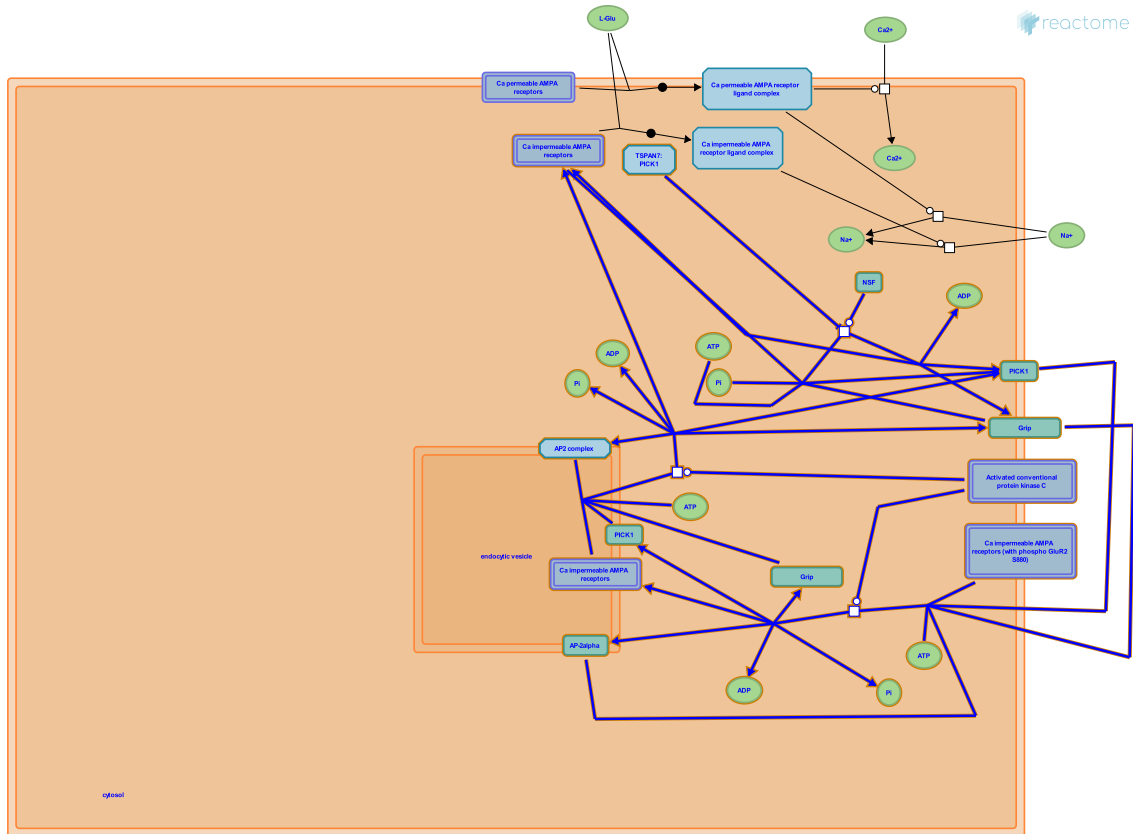 L-Glu
Ca2+
reactome
Ca permeable AMPA
receptors
Ca permeable AMPA receptor
ligand complex
Ca impermeable AMPA
receptors
TSPAN7:
PICK1
Ca impermeable AMPA
receptor ligand complex
Ca2+
Na+
Na+
NSF
ADP
ATP
ADP
Pi
Pi
PICK1
Grip
AP2 complex
Activated conventional
protein kinase C
ATP
PICK1
Ca impermeable AMPA
receptors (with phospho GluR2
S880)
endocytic vesicle
Ca impermeable AMPA
receptors
Grip
AP-2alpha
ATP
ADP
Pi
cytosol